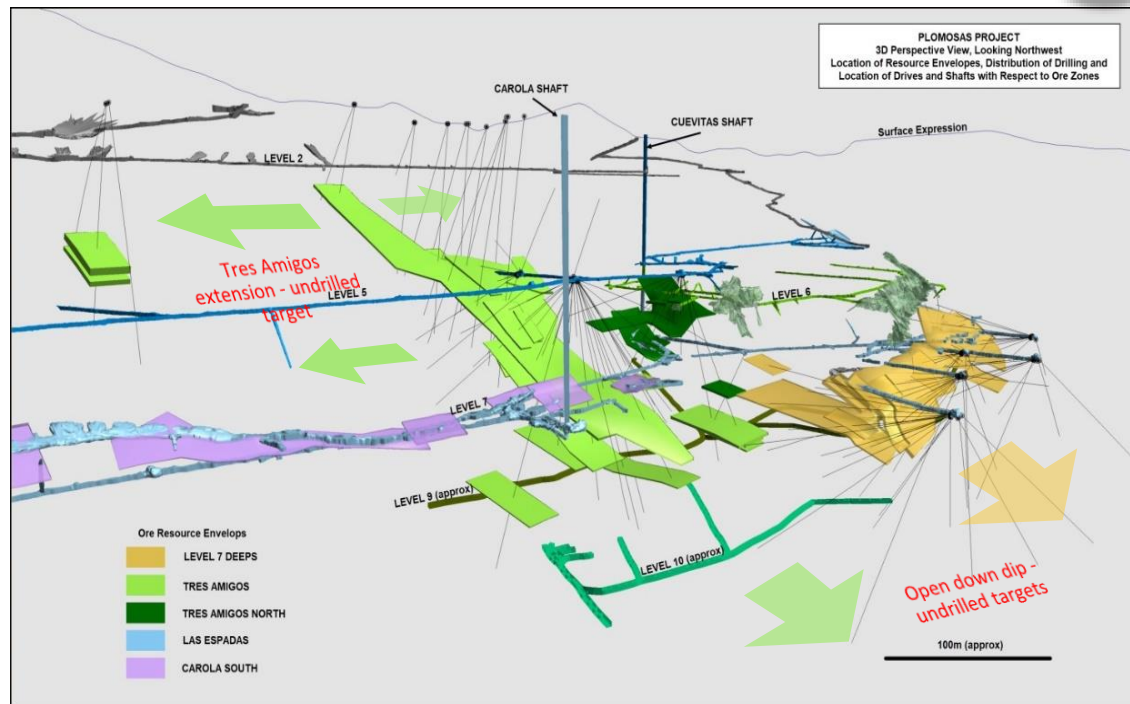 PLOMOSAS PROJECT
3D Perspective View, Looking Northwest
Location of Resource Envelopes, Distribution of Drilling and
Location of Drives and Shafts with Respect to Ore Zones
CAROLA SHAFT
CUEVITAS SHAFT
Surface Expression
LEVEL 2
Tres Amigos
extension - undrilled
target
LEVEL 5
LEVEL 6
LEVEL 7
LEVEL 9 (approx)
LEVEL 10 (approx)
Open down dip -
undrilled targets
100m (approx)
Ore Resource Envelops
LEVEL 7 DEEPS
TRES AMIGOS
TRES AMIGOS NORTH
LAS ESPADAS
CAROLA SOUTH